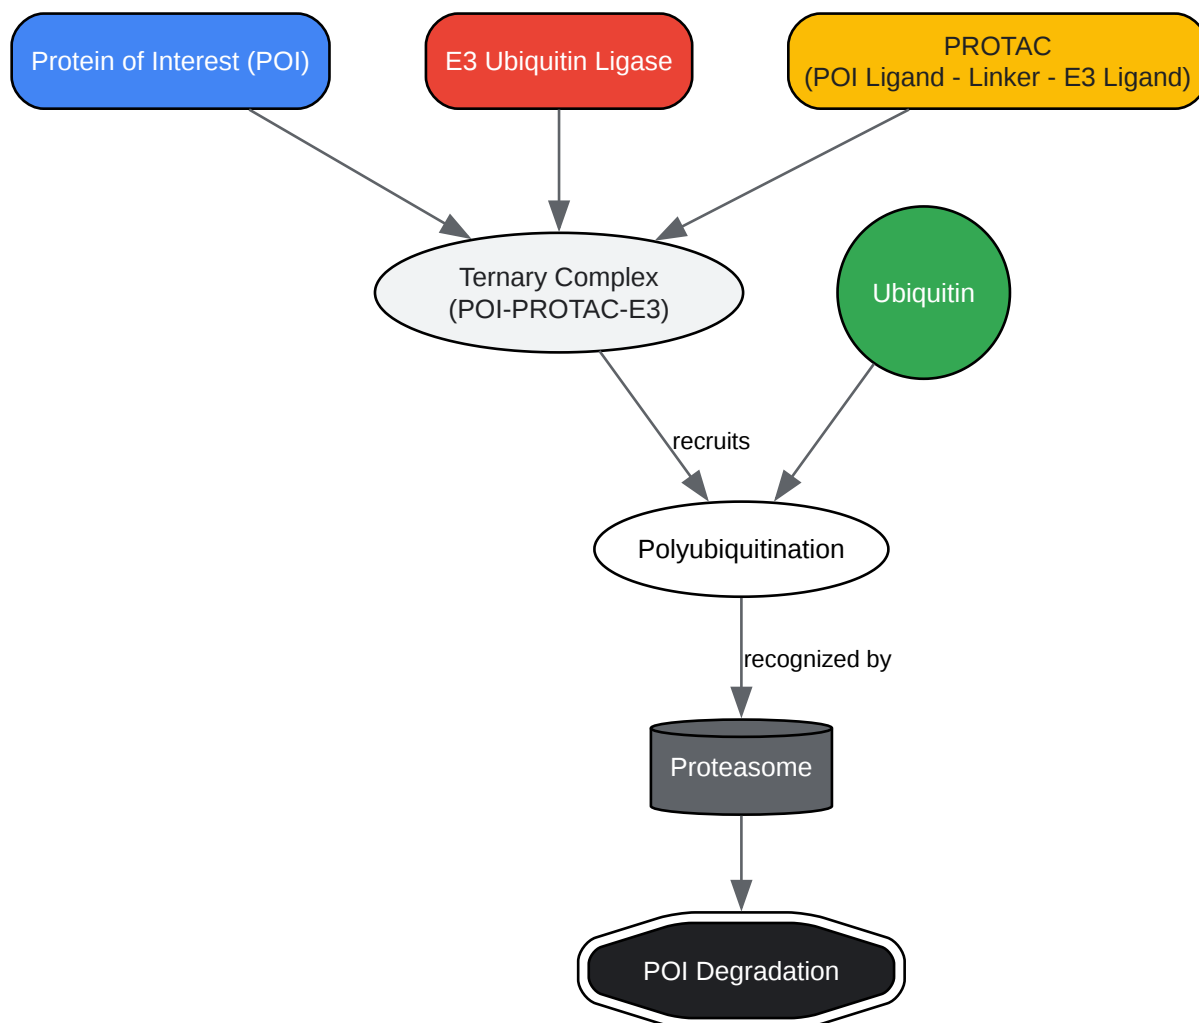 Protein of Interest (POI)
E3 Ubiquitin Ligase
PROTAC
(POI Ligand - Linker - E3 Ligand)
Ternary Complex
(POI-PROTAC-E3)
Ubiquitin
recruits
Polyubiquitination
recognized by
Proteasome
POI Degradation